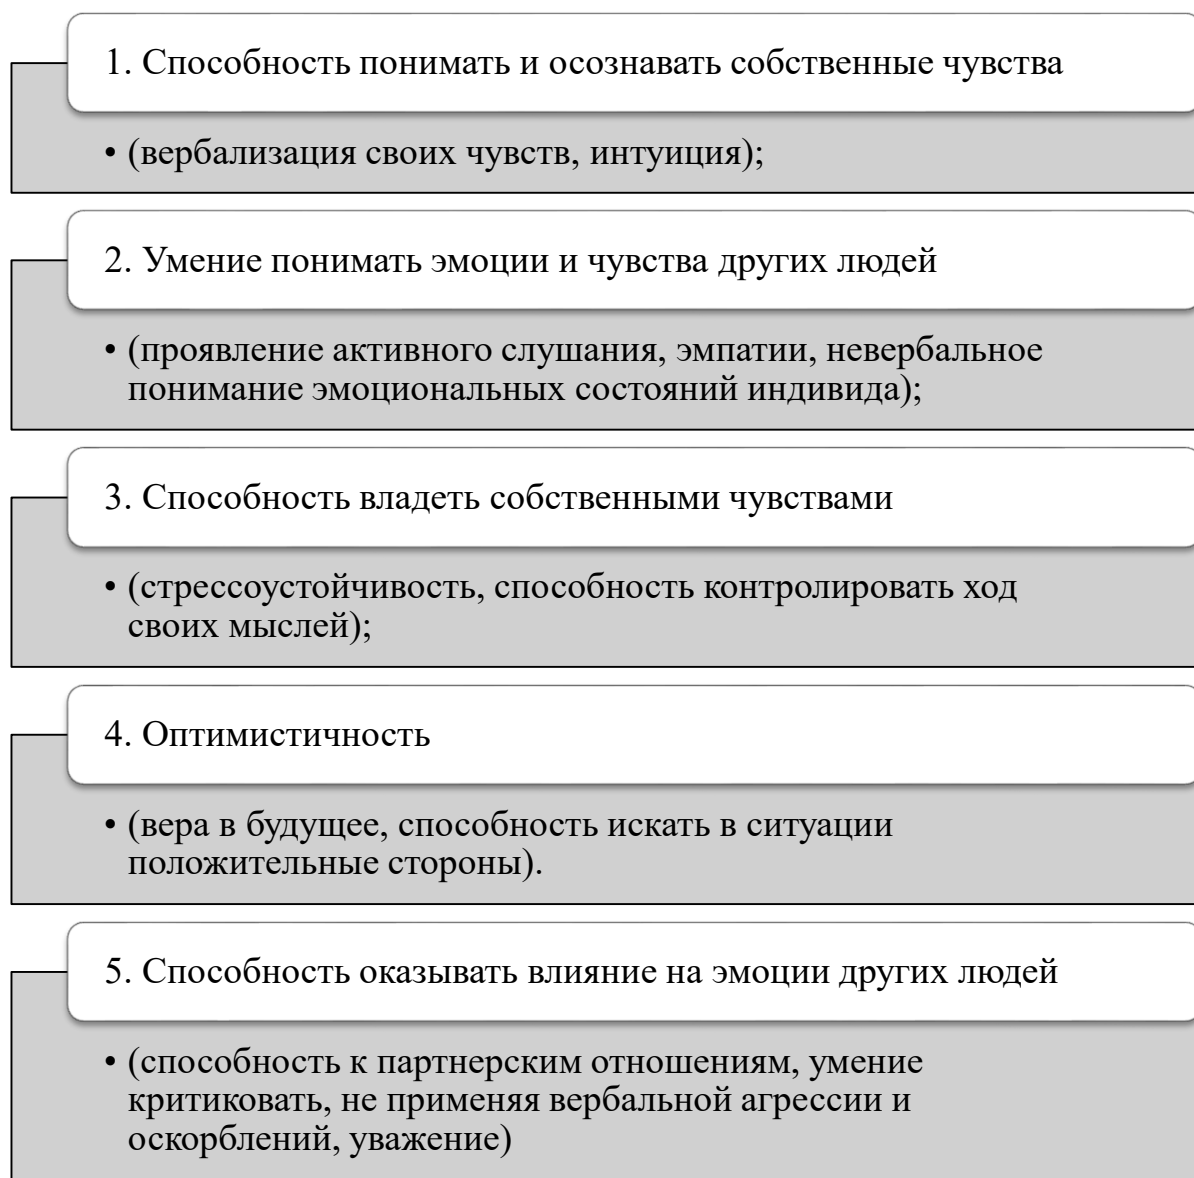 1. Способность понимать и осознавать собственные чувства
• (вербализация своих чувств, интуиция);
2. Умение понимать эмоции и чувства других людей
• (проявление активного слушания, эмпатии, невербальное
понимание эмоциональных состояний индивида);
3. Способность владеть собственными чувствами
• (стрессоустойчивость, способность контролировать ход
своих мыслей);
4. Оптимистичность
• (вера в будущее, способность искать в ситуации
положительные стороны).
5. Способность оказывать влияние на эмоции других людей
• (способность к партнерским отношениям, умение
критиковать, не применяя вербальной агрессии и
оскорблений, уважение)